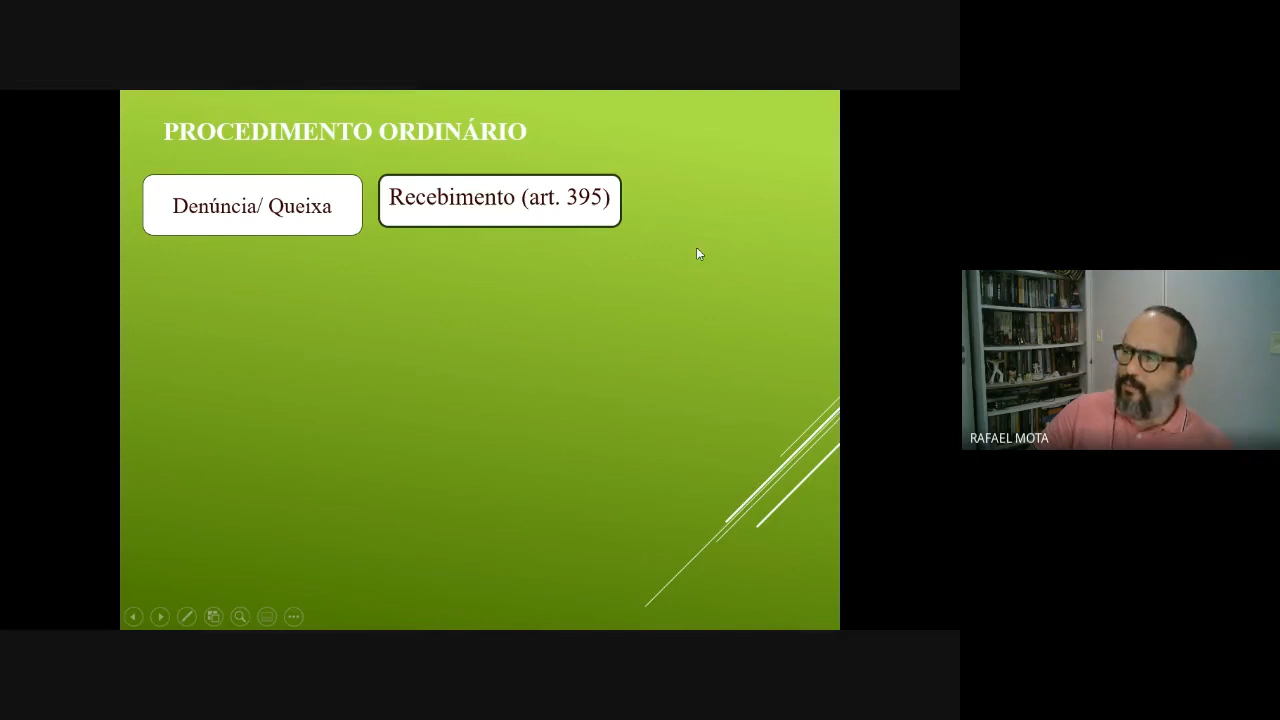 PROCEDIMENTO ORDINÁRIO
Denúncia/ Queixa
Recebimento (art. 395)
RAFAEL MOTA